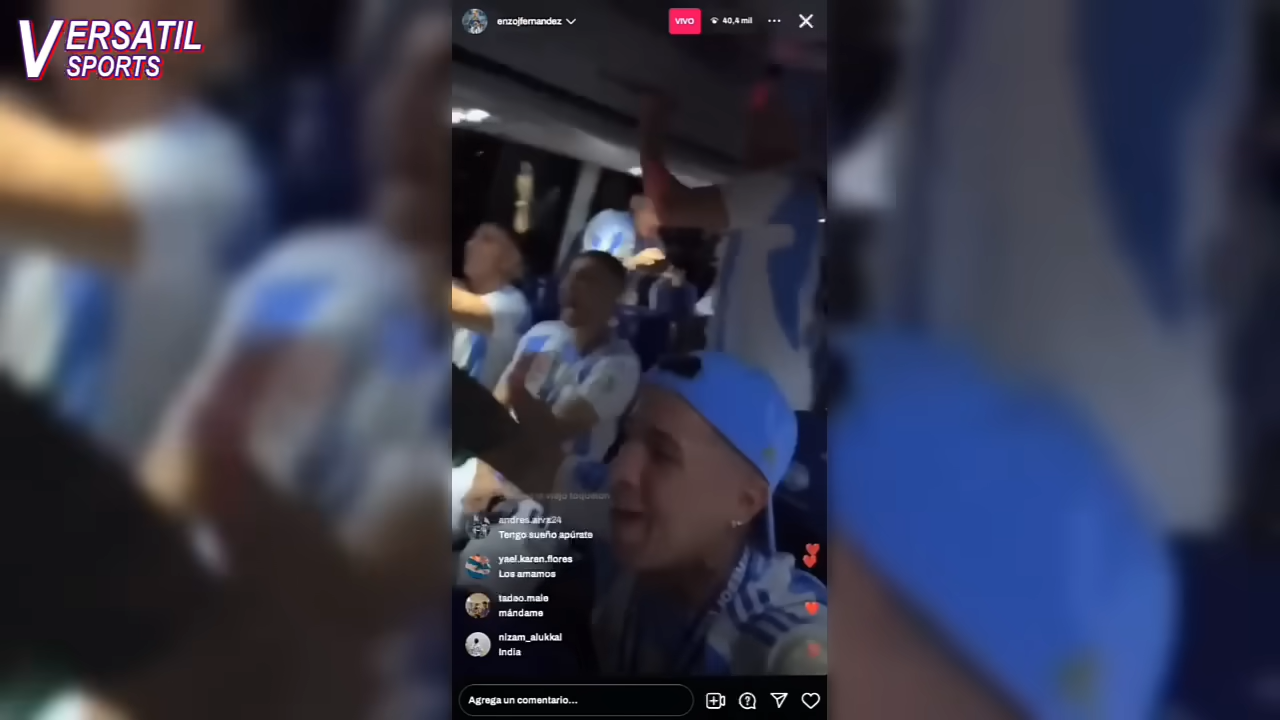 VERSATIL
SPORTS
enzojfernandez
VIVO
40,4 mil
andres.arvz24
Tengo sueño apúrate
yael.karen.flores
Los amamos
tadeo.male
mándame
nizam_alukkal
India
Agrega un comentario...